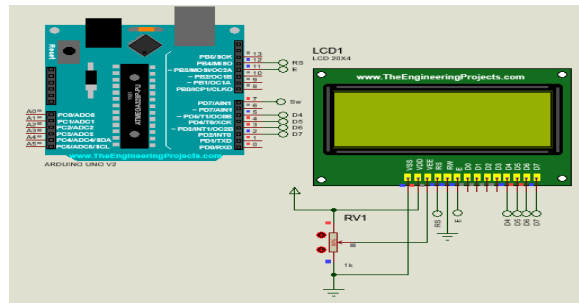 Reset
PB5/SCK 13
PB4/MISO 12
~ PB3/MOSI/OC2A 11
~ PB2/OC1B 10
~ PB1/OC1A 9
PB0/ICP1/CLKO 8
RS
E
PD7/AIN1 7
~ PD6/AIN0 6
~ PD5/T1/OC0B 5
PD4/T0/XCK 4
~ PD3/INT1/OC2B 3
PD2/INT0 2
PD1/TXD 1
PD0/RXD 0
Sw
D4
D5
D6
D7
ATMEGA328P-PU
A0 PC0/ADC0
A1 PC1/ADC1
A2 PC2/ADC2
A3 PC3/ADC3
A4 PC4/ADC4/SDA
A5 PC5/ADC5/SCL
www.TheEngineeringProjects.com
ARDUINO UNO V2
LCD1
LCD 20X4
www.TheEngineeringProjects.com
VSS VDD VEE RS RW E D0 D1 D2 D3 D4 D5 D6 D7
RS E D4 D5 D6 D7
RV1
1k